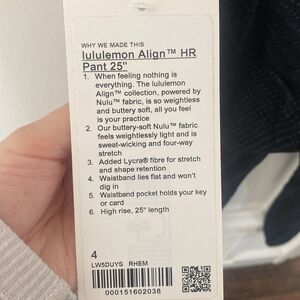 WHY WE MADE THIS
lululemon Align™ HR
Pant 25"
1. When feeling nothing is
everything. The lululemon
Align™ collection, powered by
Nulu™ fabric, is so weightless
and buttery soft, all you feel
is your practice
2. Our buttery-soft Nulu™ fabric
feels weightlessly light and is
sweat-wicking and four-way
stretch
3. Added Lycra® fibre for stretch
and shape retention
4. Waistband lies flat and won't
dig in
5. Waistband pocket holds your key
or card
6. High rise, 25" length
4
LW5DUYS RHEM
000151602038